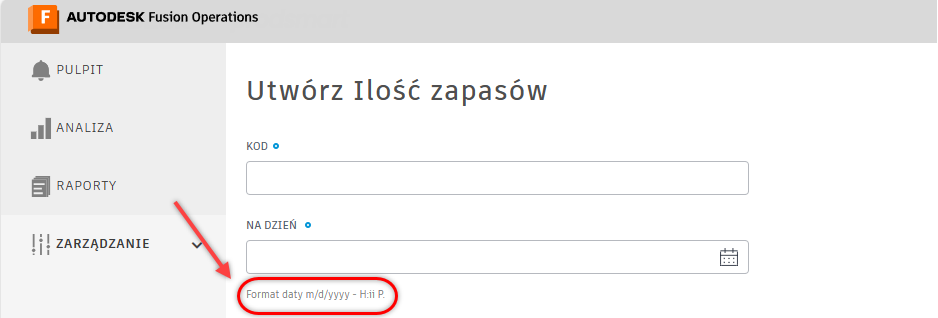 F AUTODESK Fusion Operations
PULPIT
ANALIZA
RAPORTY
ZARZĄDZANIE
Utwórz Ilość zapasów
KOD
NA DZIEŃ
Format daty m/d/yyyy - H:ii P.